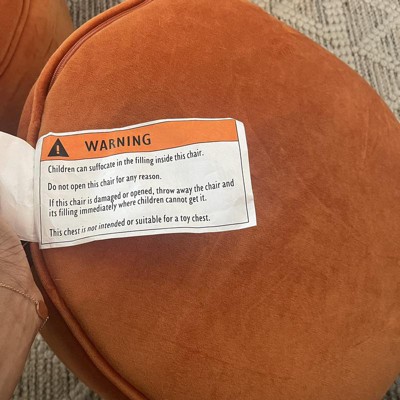 WARNING
Children can suffocate in the filling inside this chair.
Do not open this chair for any reason.
If this chair is damaged or opened, throw away the chair and
its filling immediately where children cannot get it.
This chest is not intended or suitable for a toy chest.